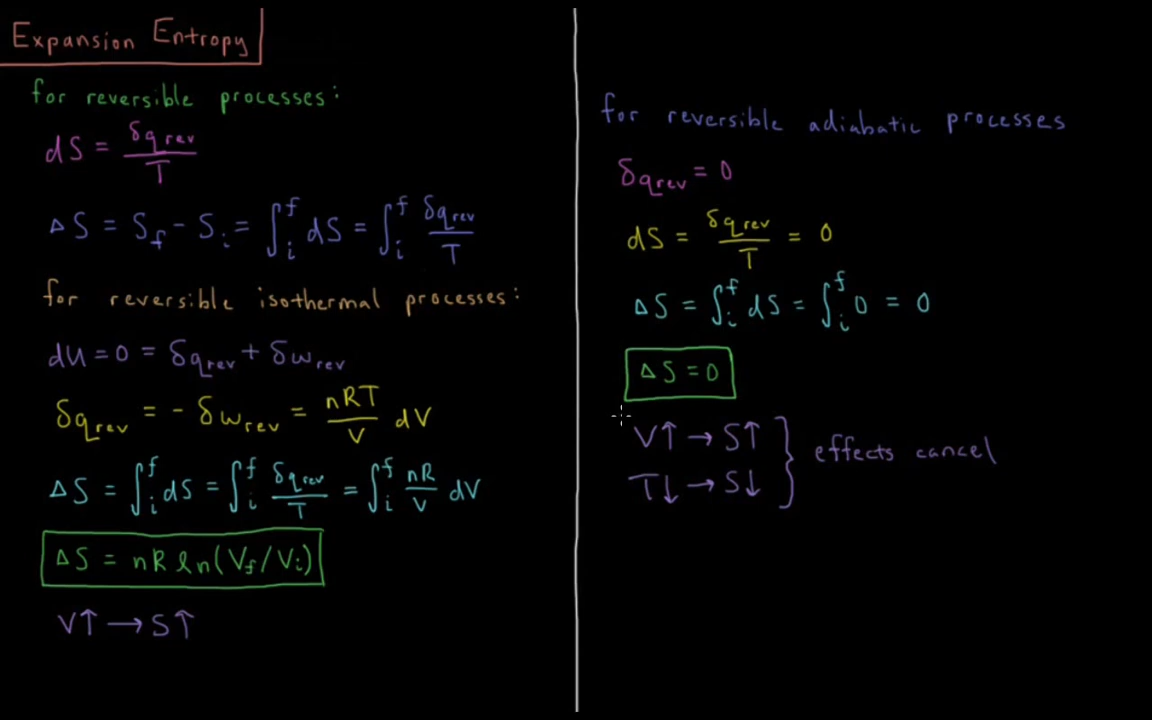 Expansion Entropy
for reversible processes:
dS = δq_rev / T
ΔS = S_f - S_i = ∫_i^f dS = ∫_i^f δq_rev / T
for reversible isothermal processes:
dU = 0 = δq_rev + δw_rev
δq_rev = - δw_rev = nRT / V dV
ΔS = ∫_i^f dS = ∫_i^f δq_rev / T = ∫_i^f nR / V dV
ΔS = nR ln(V_f/V_i)
V↑ → S↑
for reversible adiabatic processes
δq_rev = 0
dS = δq_rev / T = 0
ΔS = ∫_i^f dS = ∫_i^f 0 = 0
ΔS = 0
V↑ → S↑
T↓ → S↓ } effects cancel